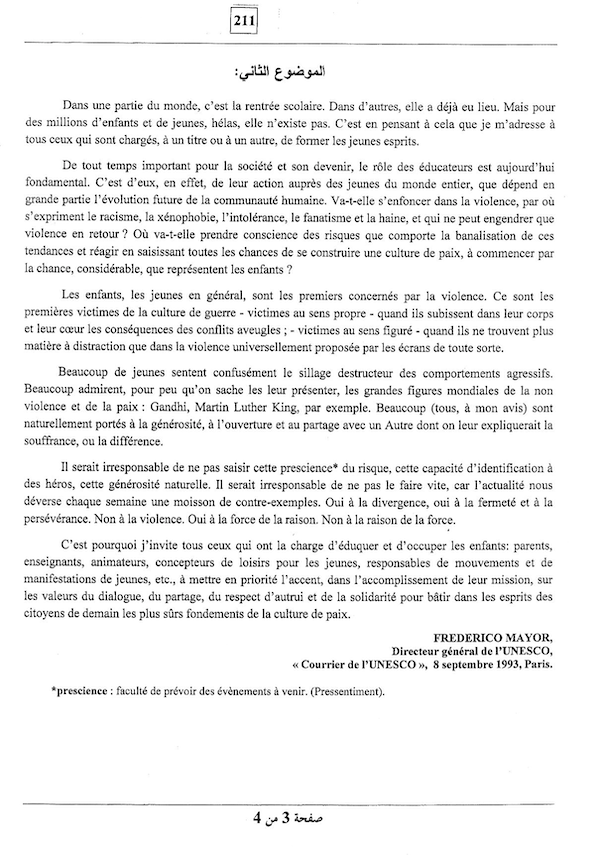 211
الموضوع الثاني:
Dans une partie du monde, c'est la rentrée scolaire. Dans d'autres, elle a déjà eu lieu. Mais pour
des millions d'enfants et de jeunes, hélas, elle n'existe pas. C'est en pensant à cela que je m'adresse à
tous ceux qui sont chargés, à un titre ou à un autre, de former les jeunes esprits.
De tout temps important pour la société et son devenir, le rôle des éducateurs est aujourd'hui
fondamental. C'est d'eux, en effet, de leur action auprès des jeunes du monde entier, que dépend en
grande partie l'évolution future de la communauté humaine. Va-t-elle s'enfoncer dans la violence, par où
s'expriment le racisme, la xénophobie, l'intolérance, le fanatisme et la haine, et qui ne peut engendrer que
violence en retour ? Où va-t-elle prendre conscience des risques que comporte la banalisation de ces
tendances et réagir en saisissant toutes les chances de se construire une culture de paix, à commencer par
la chance, considérable, que représentent les enfants ?
Les enfants, les jeunes en général, sont les premiers concernés par la violence. Ce sont les
premières victimes de la culture de guerre - victimes au sens propre - quand ils subissent dans leur corps
et leur cœur les conséquences des conflits aveugles ; - victimes au sens figuré - quand ils ne trouvent plus
matière à distraction que dans la violence universellement proposée par les écrans de toute sorte.
Beaucoup de jeunes sentent confusément le sillage destructeur des comportements agressifs.
Beaucoup admirent, pour peu qu'on sache les leur présenter, les grandes figures mondiales de la non
violence et de la paix : Gandhi, Martin Luther King, par exemple. Beaucoup (tous, à mon avis) sont
naturellement portés à la générosité, à l'ouverture et au partage avec un Autre dont on leur expliquerait la
souffrance, ou la différence.
Il serait irresponsable de ne pas saisir cette prescience* du risque, cette capacité d'identification à
des héros, cette générosité naturelle. Il serait irresponsable de ne pas le faire vite, car l'actualité nous
déverse chaque semaine une moisson de contre-exemples. Oui à la divergence, oui à la fermeté et à la
persévérance. Non à la violence. Oui à la force de la raison. Non à la raison de la force.
C'est pourquoi j'invite tous ceux qui ont la charge d'éduquer et d'occuper les enfants: parents,
enseignants, animateurs, concepteurs de loisirs pour les jeunes, responsables de mouvements et de
manifestations de jeunes, etc., à mettre en priorité l'accent, dans l'accomplissement de leur mission, sur
les valeurs du dialogue, du partage, du respect d'autrui et de la solidarité pour bâtir dans les esprits des
citoyens de demain les plus sûrs fondements de la culture de paix.
FREDERICO MAYOR,
Directeur général de l'UNESCO,
« Courrier de l'UNESCO », 8 septembre 1993, Paris.
*prescience : faculté de prévoir des évènements à venir. (Pressentiment).
صفحة 3 من 4